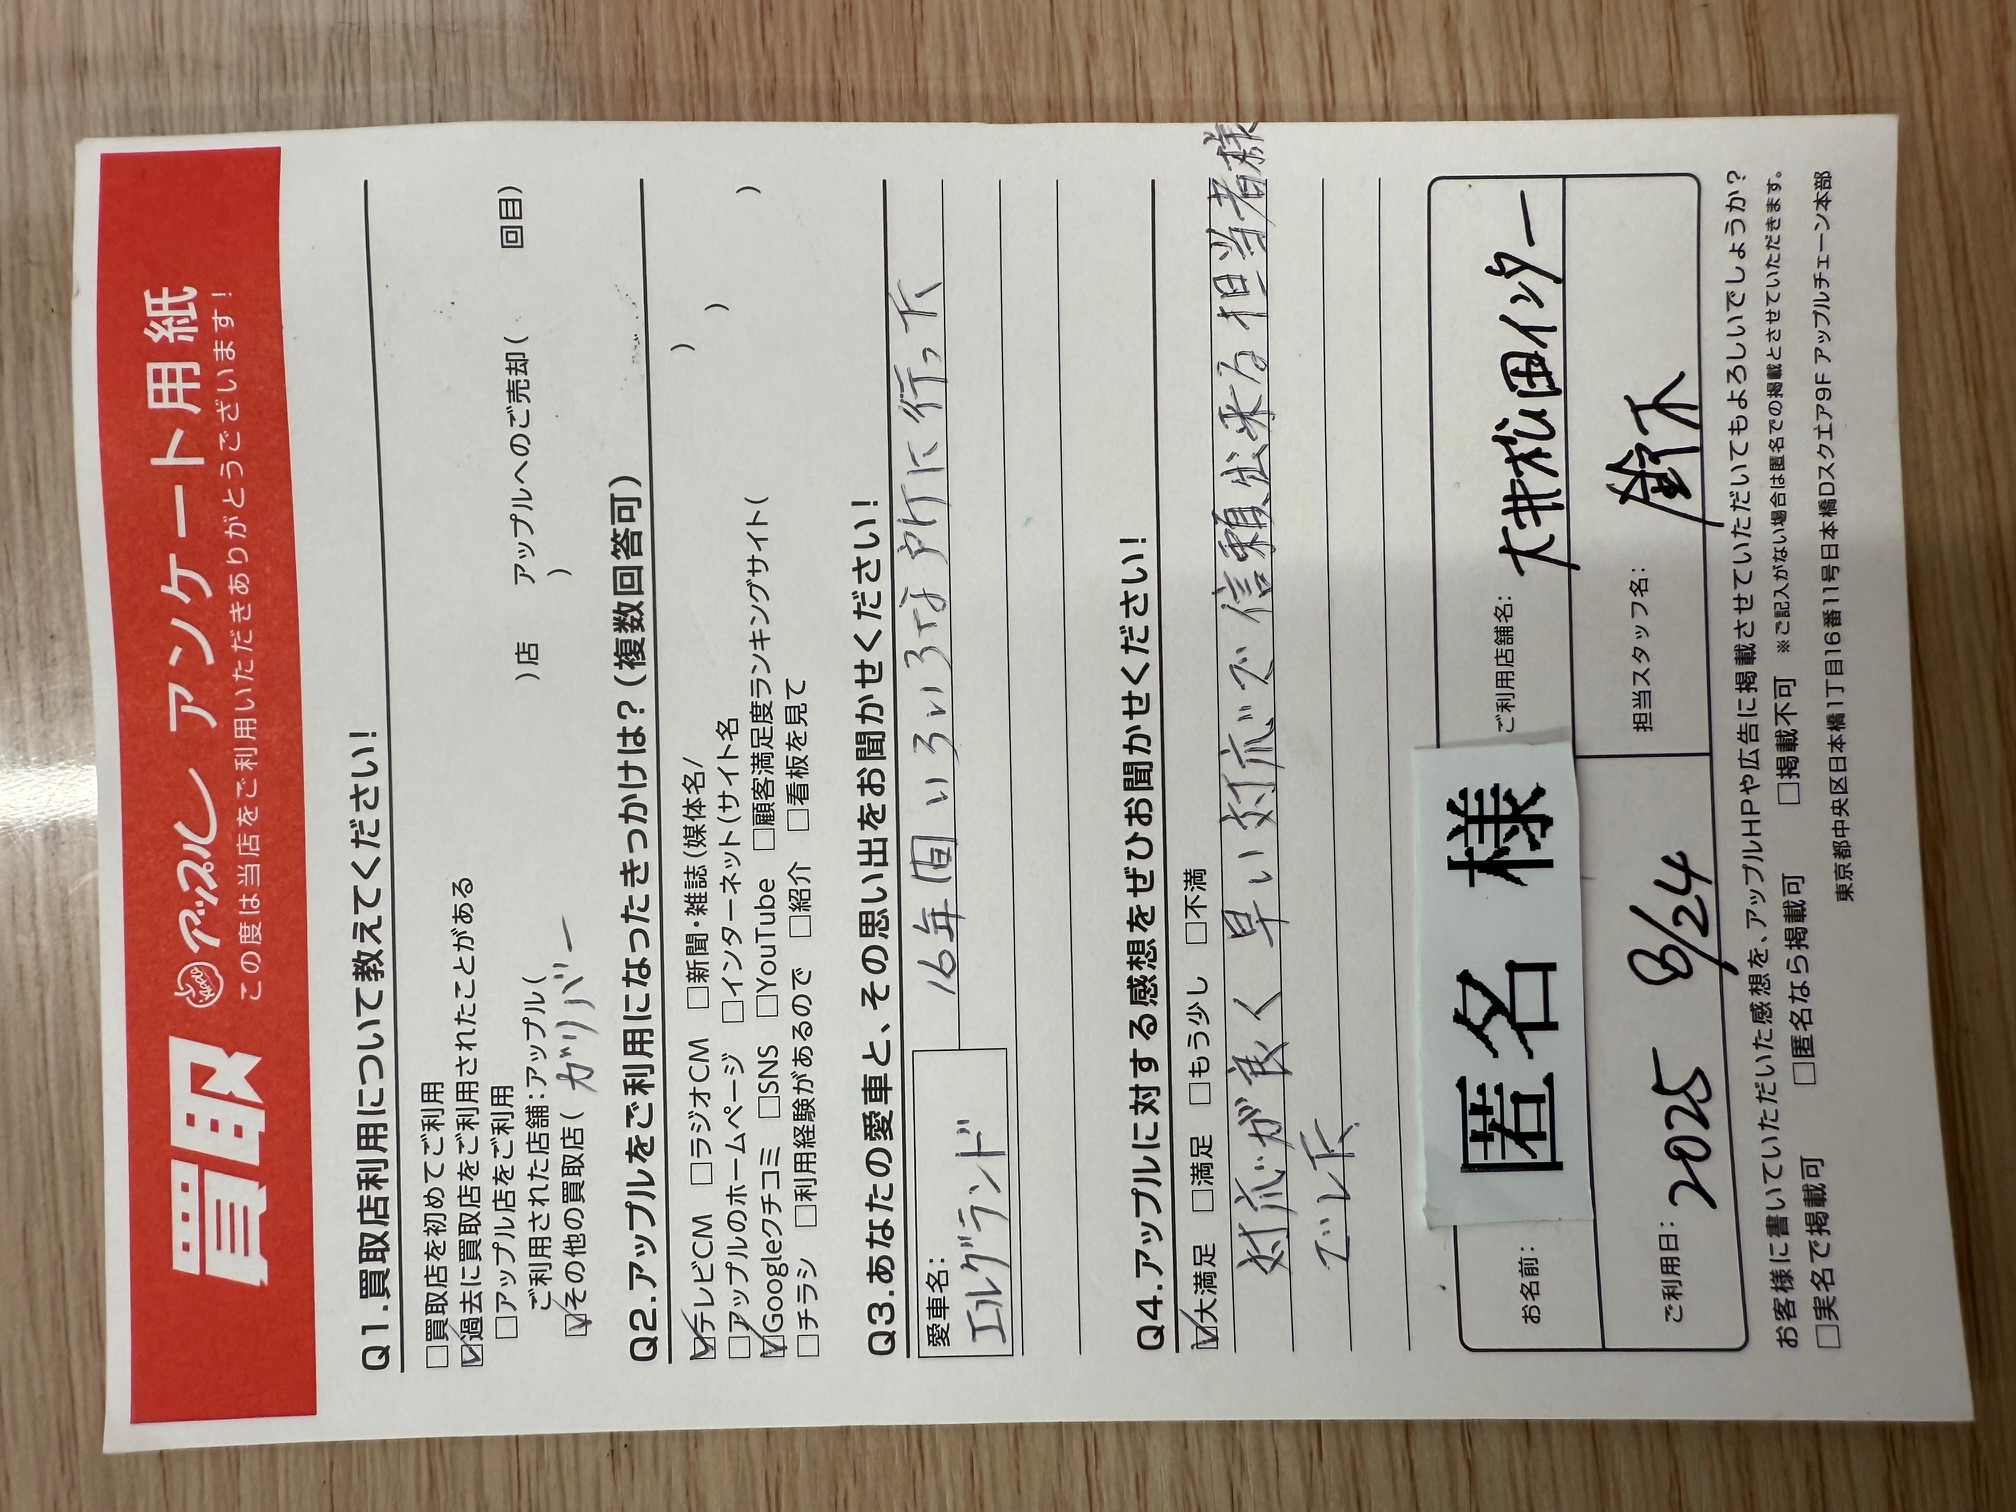 買取 Apple アップル アンケート用紙
この度は当店をご利用いただきありがとうございます!
Q1.買取店利用について教えてください!
□買取店を初めてご利用
☑過去に買取店をご利用されたことがある
□アップル店をご利用
ご利用された店舗:アップル( )店 アップルへのご売却( 回目)
☑その他の買取店( ガリバー )
Q2.アップルをご利用になったきっかけは?(複数回答可)
☑テレビCM □ラジオCM □新聞・雑誌(媒体名/ )
□アップルのホームページ □インターネット(サイト名 )
☑Googleクチコミ □SNS □YouTube □顧客満足度ランキングサイト( )
□チラシ □利用経験があるので □紹介 □看板を見て
Q3.あなたの愛車と、その思い出をお聞かせください!
愛車名:
エルグランド
16年間いろいろな所に行った
Q4.アップルに対する感想をぜひお聞かせください!
☑大満足 □満足 □もう少し □不満
対応が良く早い対応で信頼出来る担当者様
でした
お名前: 匿名 様
ご利用店舗名: 大井松田インター
ご利用日: 2025 8/24
担当スタッフ名: 鈴木
お客様に書いていただいた感想を、アップルHPや広告に掲載させていただいてもよろしいでしょうか?
□実名で掲載可 □匿名なら掲載可 □掲載不可 ※ご記入がない場合は匿名での掲載とさせていただきます。
東京都中央区日本橋1丁目16番11号日本橋Dスクエア9F アップルチェーン本部